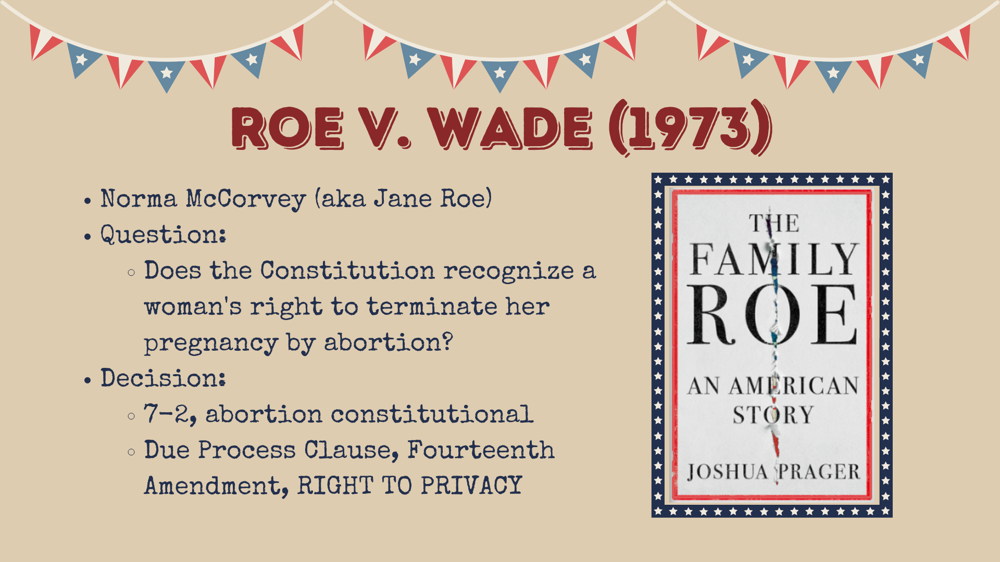 ROE V. WADE (1973)
• Norma McCorvey (aka Jane Roe)
• Question:
◦ Does the Constitution recognize a
woman's right to terminate her
pregnancy by abortion?
• Decision:
◦ 7-2, abortion constitutional
◦ Due Process Clause, Fourteenth
Amendment, RIGHT TO PRIVACY
THE
FAMILY
ROE
AN AMERICAN
STORY
JOSHUA PRAGER